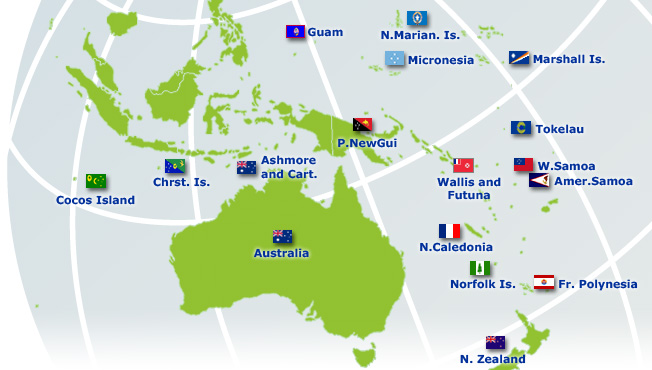 Guam
N.Marian. Is.
Micronesia
Marshall Is.
Tokelau
P.NewGui
Ashmore
and Cart.
Chrst. Is.
Cocos Island
W.Samoa
Amer.Samoa
Wallis and
Futuna
Australia
N.Caledonia
Norfolk Is.
Fr. Polynesia
N. Zealand